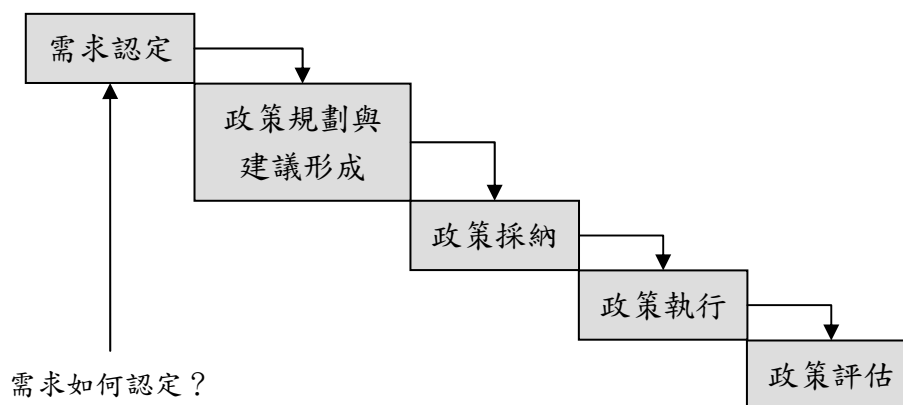 需求認定
政策規劃與
建議形成
政策採納
政策執行
政策評估
需求如何認定？